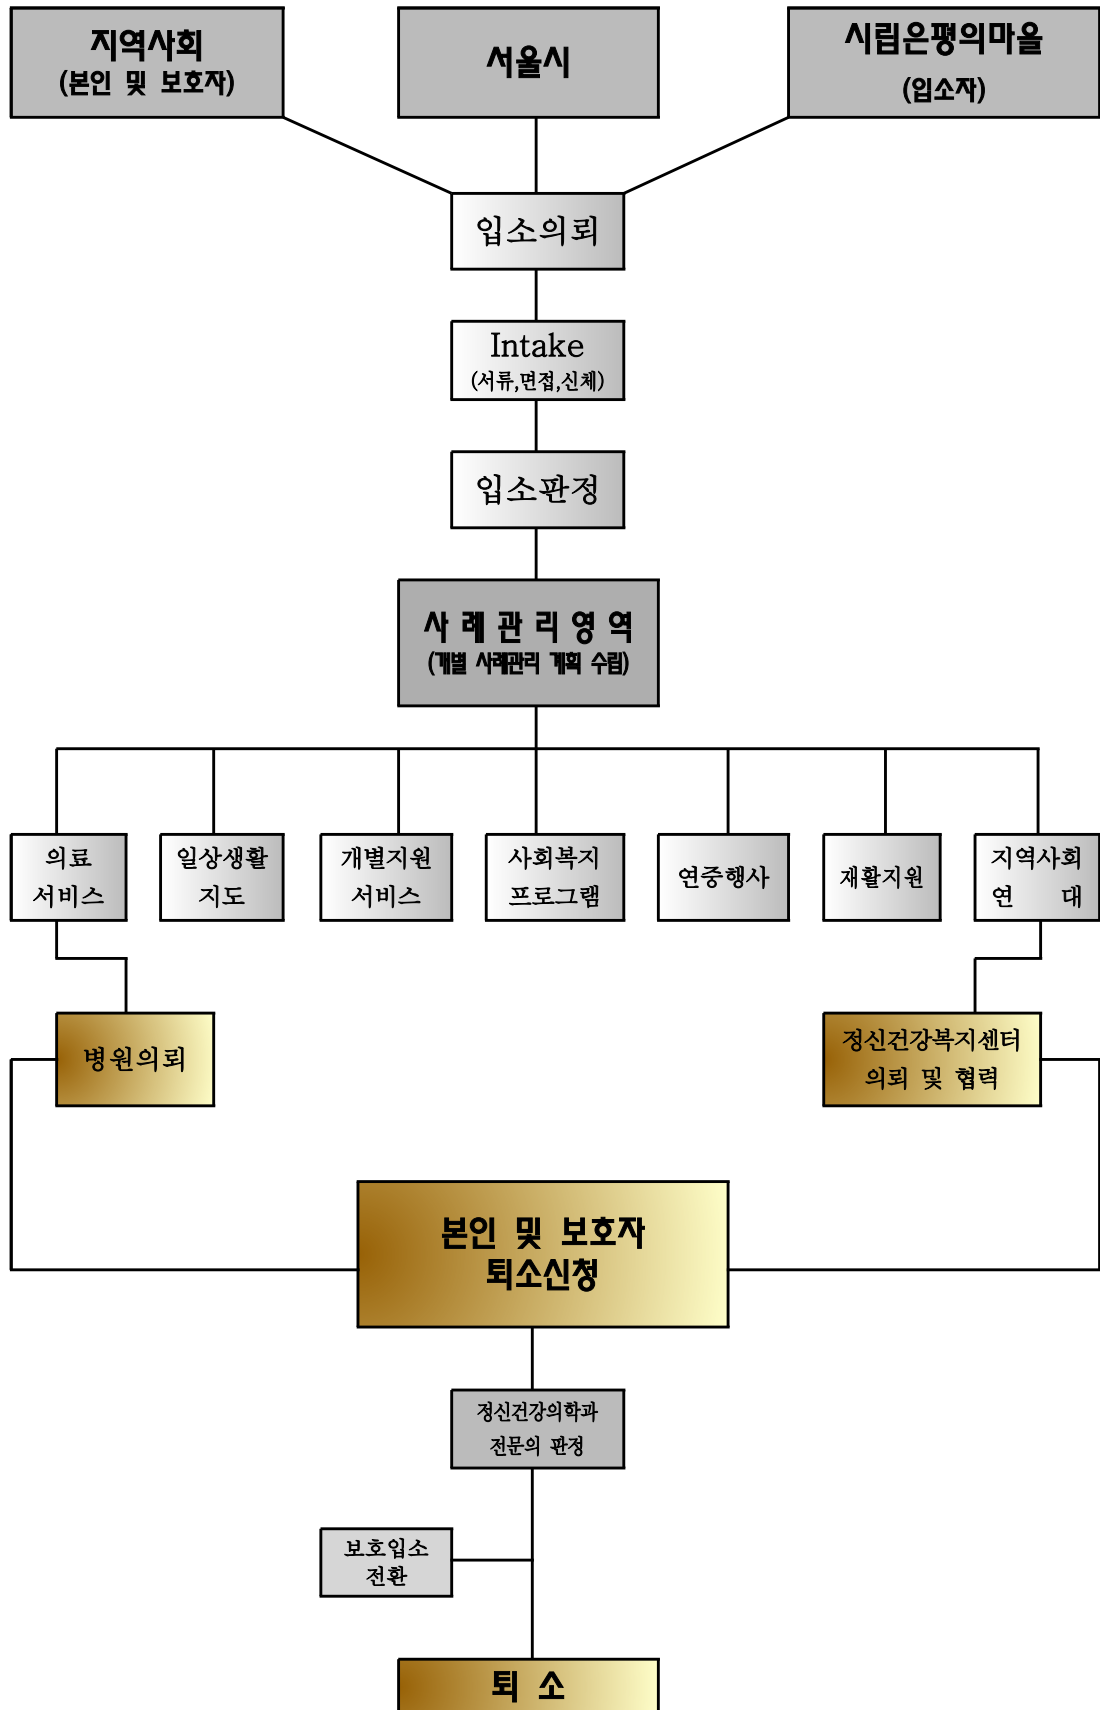 지역사회
(본인 및 보호자)
서울시
시립은평의마을
(입소자)
입소의뢰
Intake
(서류,면접,신체)
입소판정
사 례 관 리 영 역
(개별 사례관리 계획 수립)
의료
서비스
일상생활
지도
개별지원
서비스
사회복지
프로그램
연중행사
재활지원
지역사회
연 대
병원의뢰
정신건강복지센터
의뢰 및 협력
본인 및 보호자
퇴소신청
정신건강의학과
전문의 판정
보호입소
전환
퇴 소